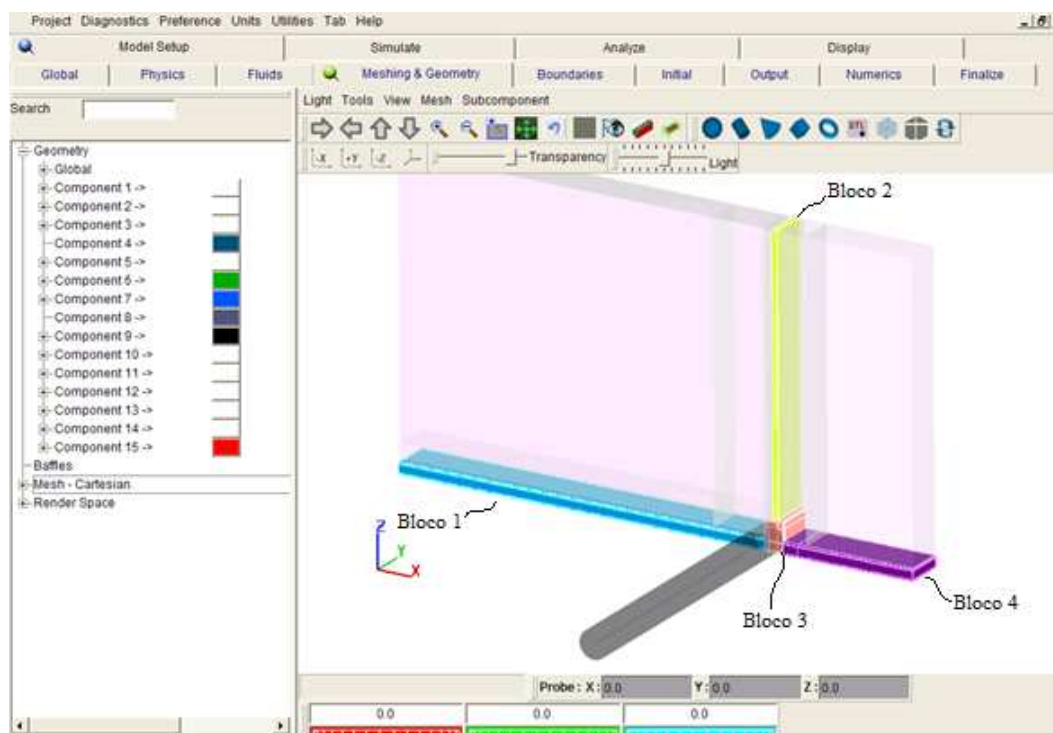 Project Diagnostics Preference Units Utilities Tab Help
Model Setup Simulate Analyze Display
Global Physics Fluids Meshing & Geometry Boundaries Initial Output Numerics Finalize
Search
Light Tools View Mesh Subcomponent
-X +Y -Z Transparency Light
Geometry
Global
Component 1 ->
Component 2 ->
Component 3 ->
Component 4 ->
Component 5 ->
Component 6 ->
Component 7 ->
Component 8 ->
Component 9 ->
Component 10 ->
Component 11 ->
Component 12 ->
Component 13 ->
Component 14 ->
Component 15 ->
Baffles
Mesh - Cartesian
Render Space
Bloco 2
Bloco 1
Z
Y
X
Bloco 4
Bloco 3
Probe : X : 0.0 Y : 0.0 Z : 0.0
0.0 0.0 0.0